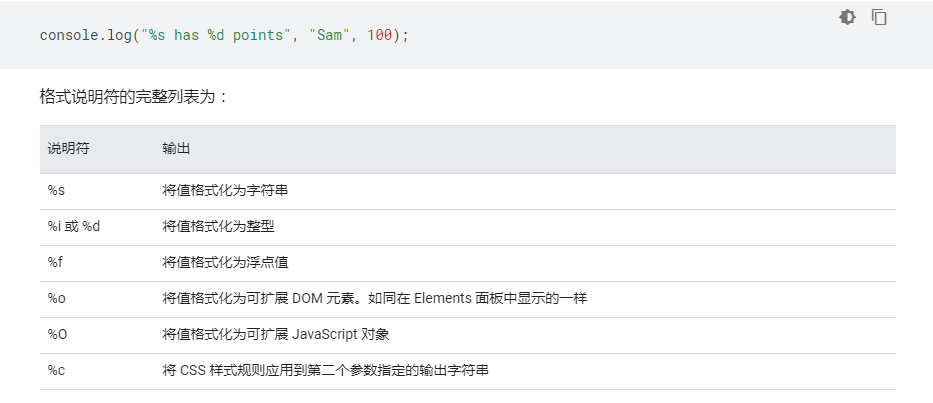 console.log("%s has %d points", "Sam", 100);
格式说明符的完整列表为：
说明符 输出
%s 将值格式化为字符串
%i 或 %d 将值格式化为整型
%f 将值格式化为浮点值
%o 将值格式化为可扩展 DOM 元素。如同在 Elements 面板中显示的一样
%O 将值格式化为可扩展 JavaScript 对象
%c 将 CSS 样式规则应用到第二个参数指定的输出字符串